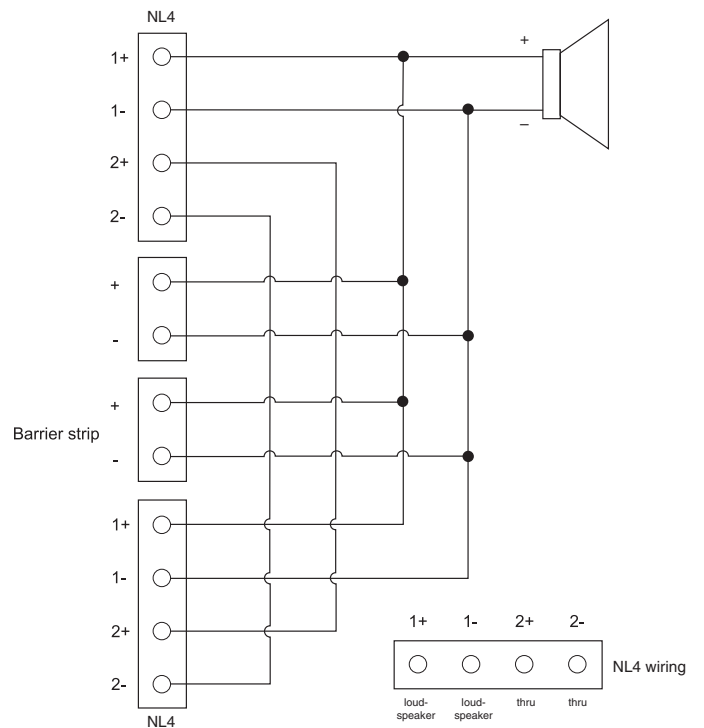 NL4
1+
1-
2+
2-
+
–
+
-
+
-
Barrier strip
1+
1-
2+
2-
NL4
1+ 1- 2+ 2-
NL4 wiring
loud- loud- thru thru
speaker speaker